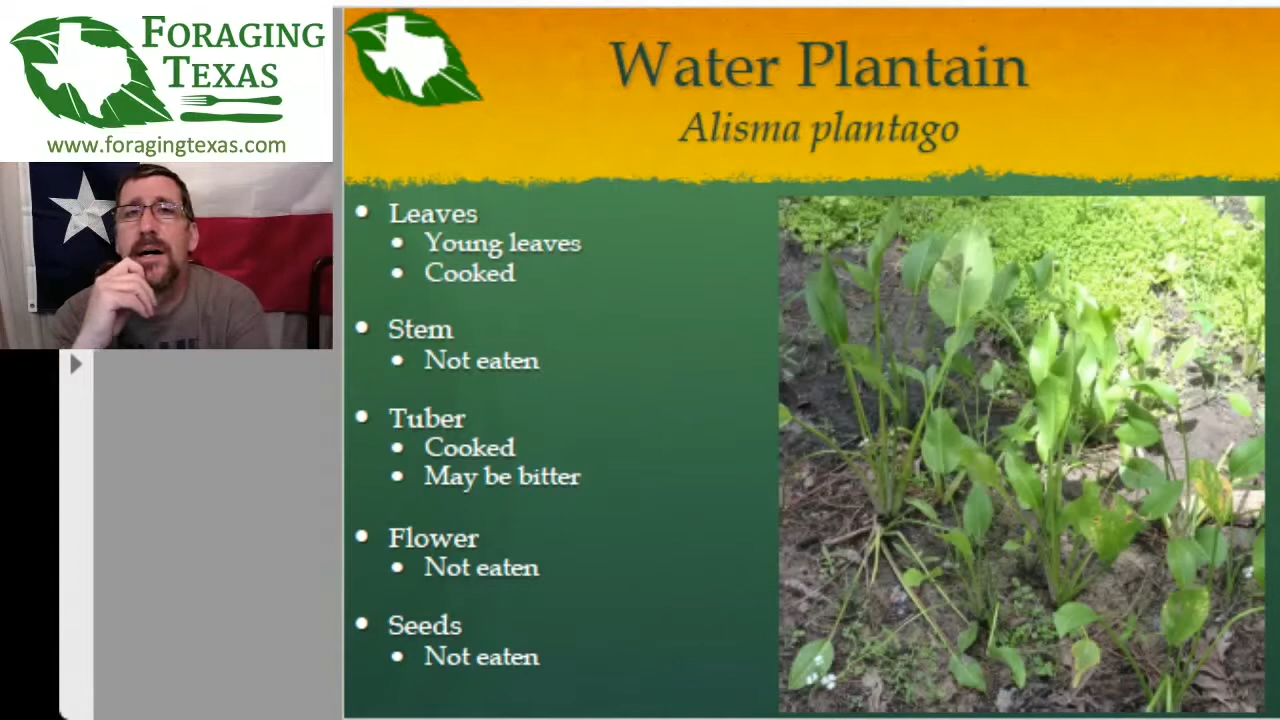 FORAGING
TEXAS
www.foragingtexas.com
Water Plantain
Alisma plantago
Leaves
Young leaves
Cooked
Stem
Not eaten
Tuber
Cooked
May be bitter
Flower
Not eaten
Seeds
Not eaten